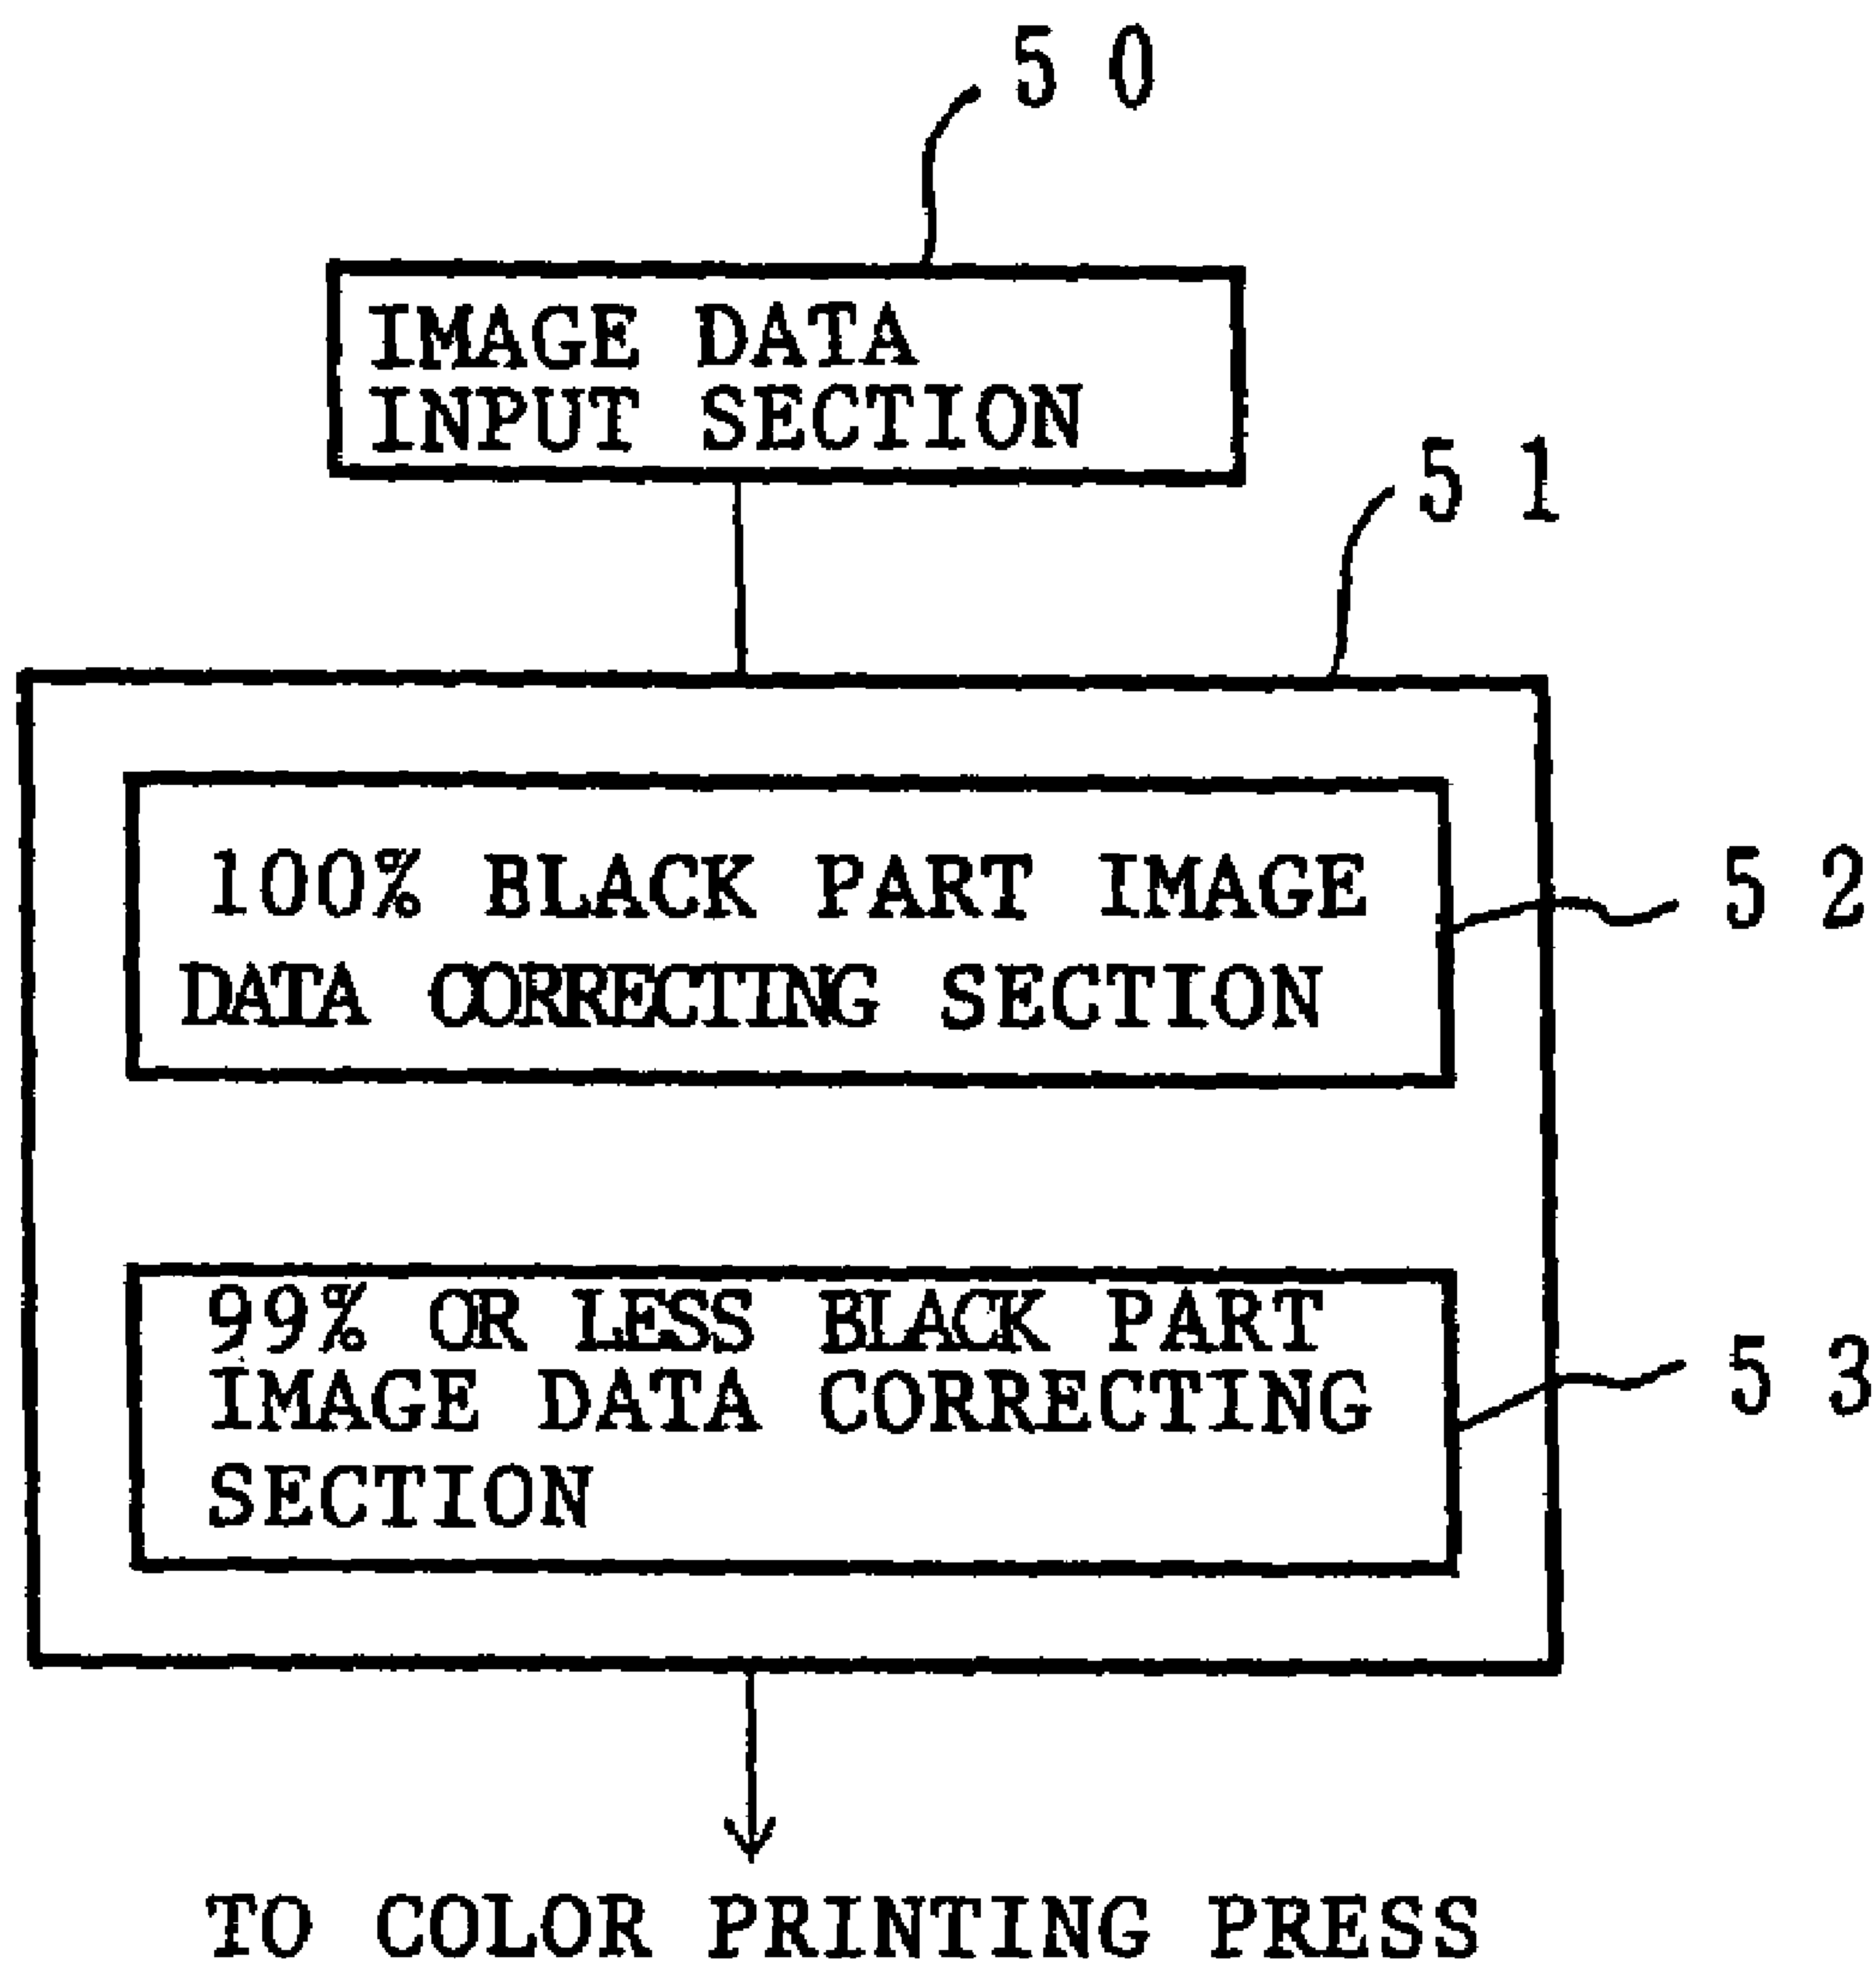 5 0
IMAGE DATA
INPUT SECTION
5 1
100% BLACK PART IMAGE
DATA CORRECTING SECTION
5 2
99% OR LESS BLACK PART
IMAGE DATA CORRECTING
SECTION
5 3
TO COLOR PRINTING PRESS